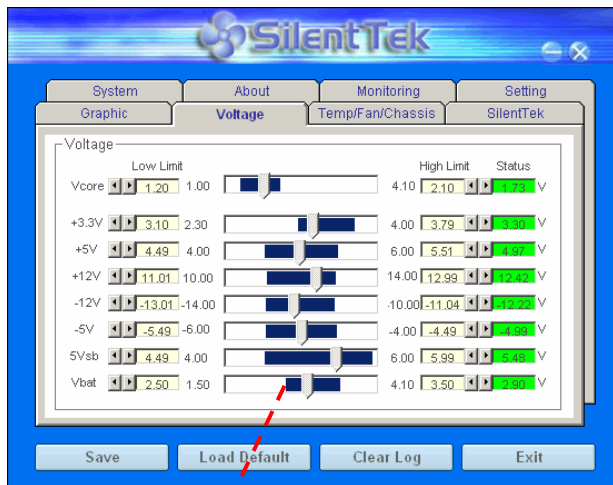 SilentTek
System About Monitoring Setting
Graphic Voltage Temp/Fan/Chassis SilentTek
Voltage
Low Limit High Limit Status
Vcore 1.20 1.00 4.10 2.10 1.73 V
+3.3V 3.10 2.30 4.00 3.79 3.30 V
+5V 4.49 4.00 6.00 5.51 4.97 V
+12V 11.01 10.00 14.00 12.99 12.42 V
-12V -13.01 -14.00 -10.00 -11.04 -12.22 V
-5V -5.49 -6.00 -4.00 -4.49 -4.99 V
5Vsb 4.49 4.00 6.00 5.99 5.48 V
Vbat 2.50 1.50 4.10 3.50 2.90 V
Save Load Default Clear Log Exit